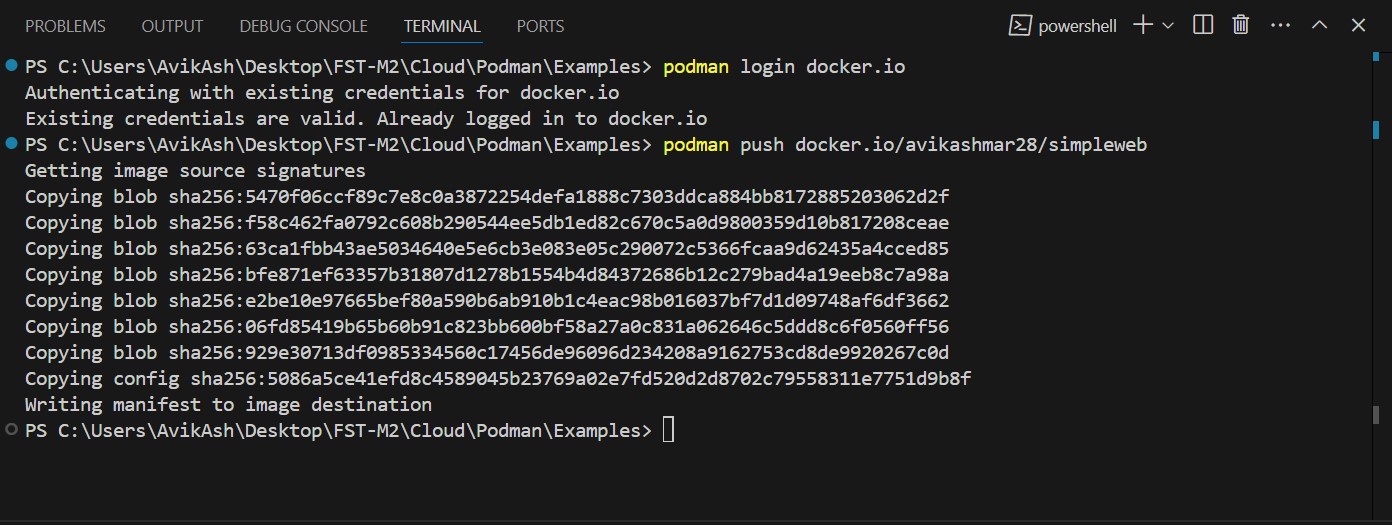 PROBLEMS OUTPUT DEBUG CONSOLE TERMINAL PORTS powershell
PS C:\Users\AvikAsh\Desktop\FST-M2\Cloud\Podman\Examples> podman login docker.io
Authenticating with existing credentials for docker.io
Existing credentials are valid. Already logged in to docker.io
PS C:\Users\AvikAsh\Desktop\FST-M2\Cloud\Podman\Examples> podman push docker.io/avikashmar28/simpleweb
Getting image source signatures
Copying blob sha256:5470f06ccf89c7e8c0a3872254defa1888c7303ddca884bb8172885203062d2f
Copying blob sha256:f58c462fa0792c608b290544ee5db1ed82c670c5a0d9800359d10b817208ceae
Copying blob sha256:63ca1fbb43ae5034640e5e6cb3e083e05c290072c5366fcaa9d62435a4cced85
Copying blob sha256:bfe871ef63357b31807d1278b1554b4d84372686b12c279bad4a19eeb8c7a98a
Copying blob sha256:e2be10e97665bef80a590b6ab910b1c4eac98b016037bf7d1d09748af6df3662
Copying blob sha256:06fd85419b65b60b91c823bb600bf58a27a0c831a062646c5ddd8c6f0560ff56
Copying blob sha256:929e30713df0985334560c17456de96096d234208a9162753cd8de9920267c0d
Copying config sha256:5086a5ce41efd8c4589045b23769a02e7fd520d2d8702c79558311e7751d9b8f
Writing manifest to image destination
PS C:\Users\AvikAsh\Desktop\FST-M2\Cloud\Podman\Examples>